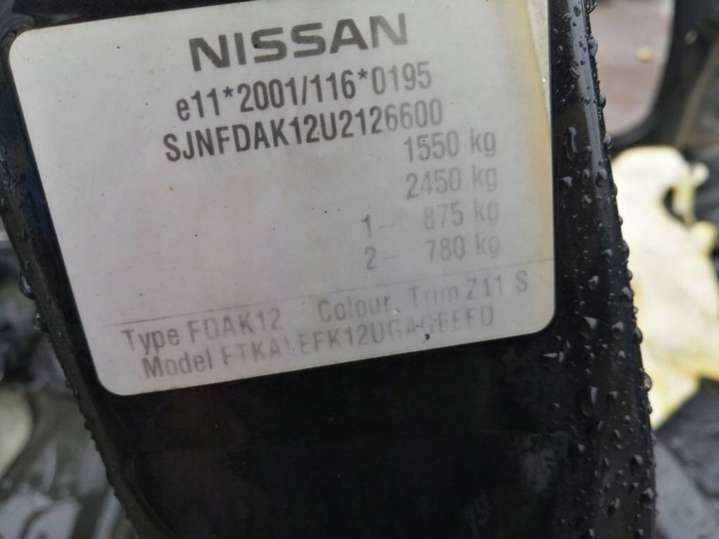 NISSAN
e11*2001/116*0195
SJNFDAK12U2126600
1550 kg
2450 kg
1- 875 kg
2- 780 kg
Type FDAK12 Colour, Trim Z11 S
Model